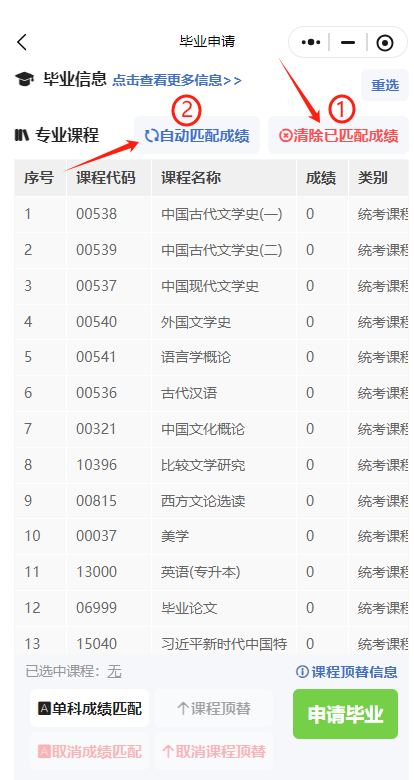 毕业申请
毕业信息 点击查看更多信息>> 重选
② ①
专业课程 自动匹配成绩 清除已匹配成绩
序号 课程代码 课程名称 成绩 类别
1 00538 中国古代文学史(一) 0 统考课程
2 00539 中国古代文学史(二) 0 统考课程
3 00537 中国现代文学史 0 统考课程
4 00540 外国文学史 0 统考课程
5 00541 语言学概论 0 统考课程
6 00536 古代汉语 0 统考课程
7 00321 中国文化概论 0 统考课程
8 10396 比较文学研究 0 统考课程
9 00815 西方文论选读 0 统考课程
10 00037 美学 0 统考课程
11 13000 英语(专升本) 0 统考课程
12 06999 毕业论文 0 统考课程
13 15040 习近平新时代中国特 0 统考课程
已选中课程：无 课程顶替信息
A单科成绩匹配 课程顶替 申请毕业
A取消成绩匹配 取消课程顶替